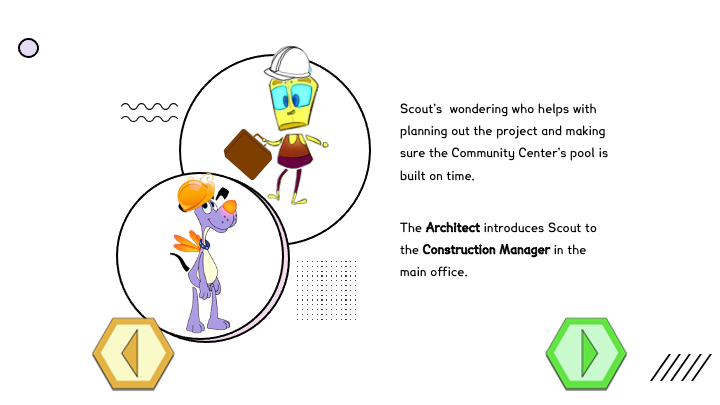 Scout's  wondering who helps with
planning out the project and making
sure the Community Center's pool is
built on time.
The Architect introduces Scout to
the Construction Manager in the
main office.